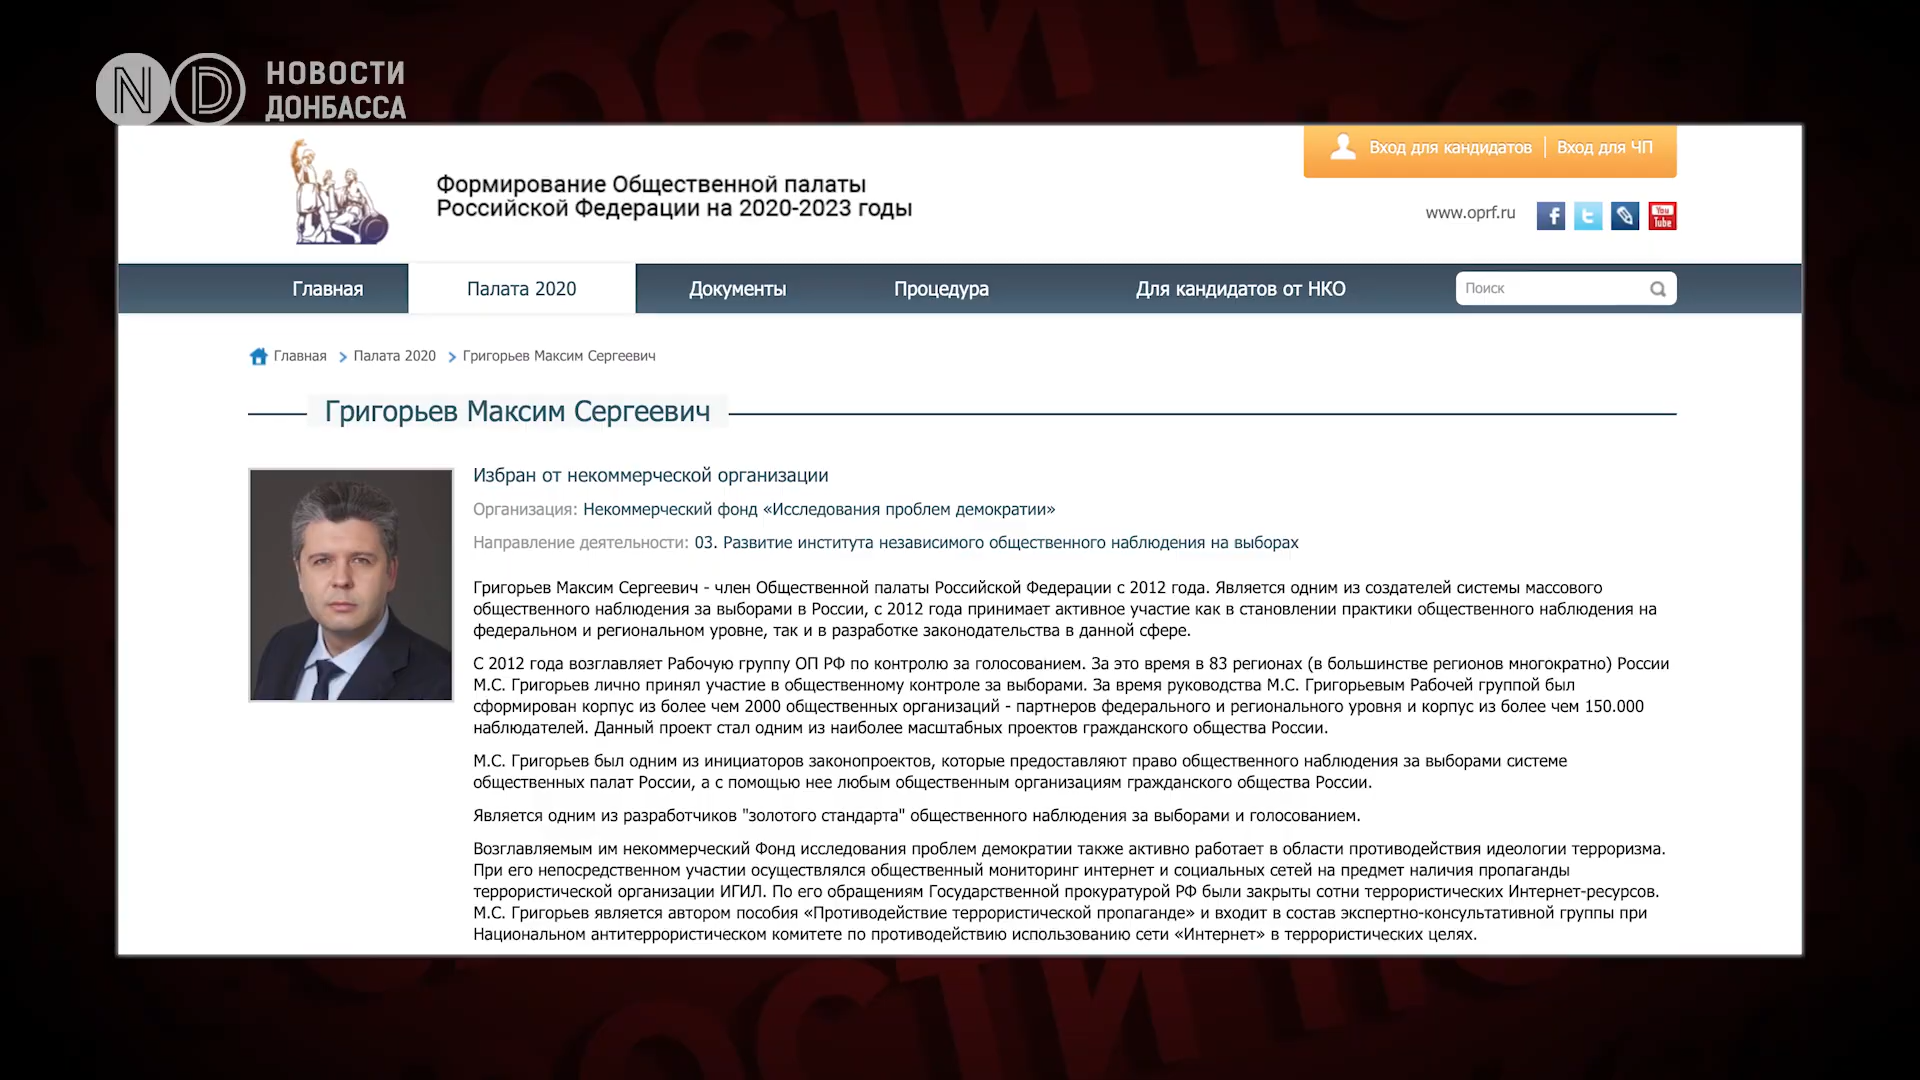 ND НОВОСТИ
ДОНБАССА
Вход для кандидатов | Вход для ЧП
Формирование Общественной палаты
Российской Федерации на 2020-2023 годы
www.oprf.ru
You
Tube
Главная Палата 2020 Документы Процедура Для кандидатов от НКО Поиск
Главная > Палата 2020 > Григорьев Максим Сергеевич
Григорьев Максим Сергеевич
Избран от некоммерческой организации
Организация: Некоммерческий фонд «Исследования проблем демократии»
Направление деятельности: 03. Развитие института независимого общественного наблюдения на выборах
Григорьев Максим Сергеевич - член Общественной палаты Российской Федерации с 2012 года. Является одним из создателей системы массового
общественного наблюдения за выборами в России, с 2012 года принимает активное участие как в становлении практики общественного наблюдения на
федеральном и региональном уровне, так и в разработке законодательства в данной сфере.
С 2012 года возглавляет Рабочую группу ОП РФ по контролю за голосованием. За это время в 83 регионах (в большинстве регионов многократно) России
М.С. Григорьев лично принял участие в общественному контроле за выборами. За время руководства М.С. Григорьевым Рабочей группой был
сформирован корпус из более чем 2000 общественных организаций - партнеров федерального и регионального уровня и корпус из более чем 150.000
наблюдателей. Данный проект стал одним из наиболее масштабных проектов гражданского общества России.
М.С. Григорьев был одним из инициаторов законопроектов, которые предоставляют право общественного наблюдения за выборами системе
общественных палат России, а с помощью нее любым общественным организациям гражданского общества России.
Является одним из разработчиков "золотого стандарта" общественного наблюдения за выборами и голосованием.
Возглавляемым им некоммерческий Фонд исследования проблем демократии также активно работает в области противодействия идеологии терроризма.
При его непосредственном участии осуществлялся общественный мониторинг интернет и социальных сетей на предмет наличия пропаганды
террористической организации ИГИЛ. По его обращениям Государственной прокуратурой РФ были закрыты сотни террористических Интернет-ресурсов.
М.С. Григорьев является автором пособия «Противодействие террористической пропаганде» и входит в состав экспертно-консультативной группы при
Национальном антитеррористическом комитете по противодействию использованию сети «Интернет» в террористических целях.